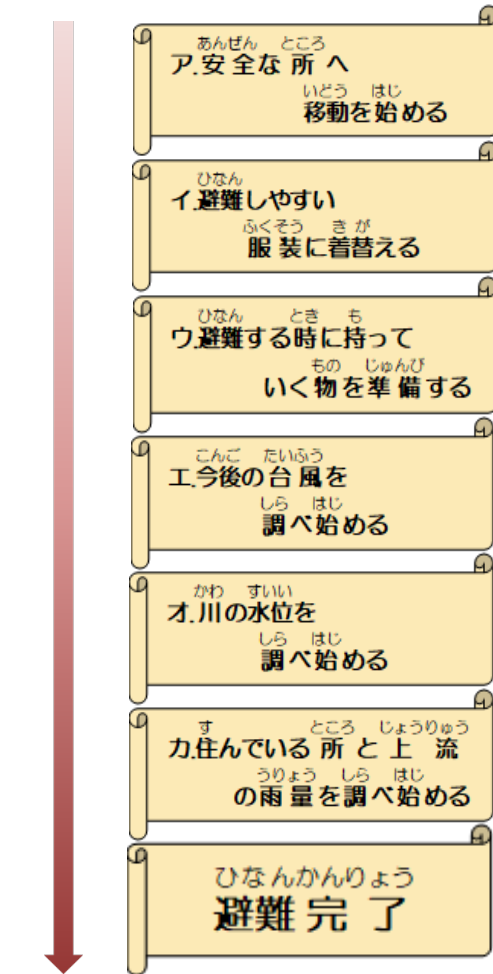 あんぜん ところ
ア.安全な所へ
いどう はじ
移動を始める
ひなん
イ.避難しやすい
ふくそう きが
服装に着替える
ひなん とき も
ウ.避難する時に持って
もの じゅんび
いく物を準備する
こんご たいふう
エ.今後の台風を
しら はじ
調べ始める
かわ すいい
オ.川の水位を
しら はじ
調べ始める
す ところ じょうりゅう
カ.住んでいる所と上流
うりょう しら はじ
の雨量を調べ始める
ひなんかんりょう
避難完了